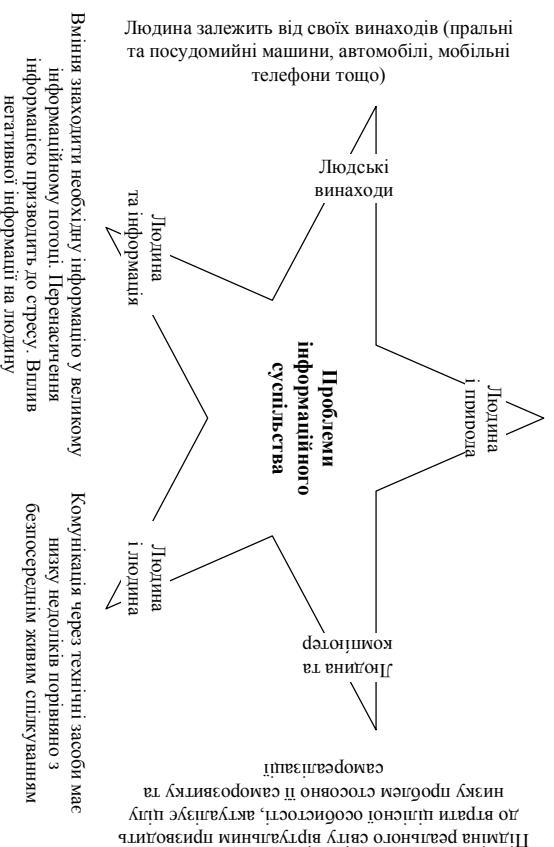 Людина залежить від своїх винаходів (пральні
та посудомийні машини, автомобілі, мобільні
телефони тощо)
Людські
винаходи
Людина
і природа
Проблеми
інформаційного
суспільства
Людина
та інформація
Вміння знаходити необхідну інформацію у великому
інформаційному потоці. Перенасичення
інформацією призводить до стресу. Вплив
негативної інформації на людину
Людина
і людина
Комунікація через технічні засоби має
низку недоліків порівняно з
безпосереднім живим спілкуванням
Людина та
комп'ютер
Підміна реального світу віртуальним призводить
до втрати цілісної особистості, актуалізує цілу
низку проблем стосовно її саморозвитку та
самореалізації